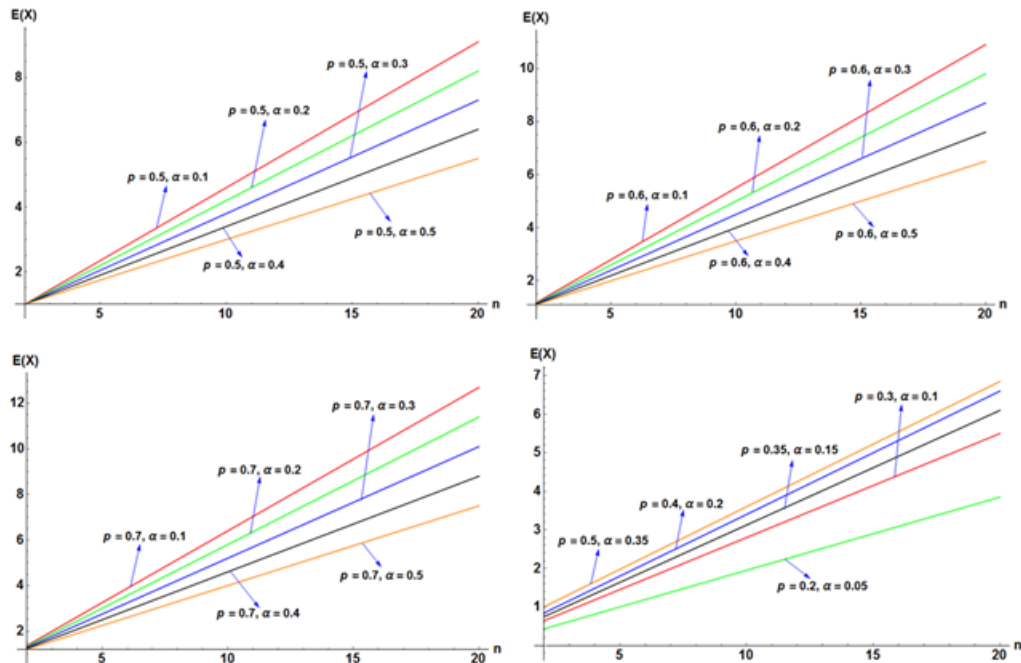 E(X)
8
6
4
2
5
10
15
20
n
p = 0.5, α = 0.3
p = 0.5, α = 0.2
p = 0.5, α = 0.1
p = 0.5, α = 0.5
p = 0.5, α = 0.4
E(X)
10
8
6
4
2
5
10
15
20
n
p = 0.6, α = 0.3
p = 0.6, α = 0.2
p = 0.6, α = 0.1
p = 0.6, α = 0.5
p = 0.6, α = 0.4
E(X)
12
10
8
6
4
2
5
10
15
20
n
p = 0.7, α = 0.3
p = 0.7, α = 0.2
p = 0.7, α = 0.1
p = 0.7, α = 0.5
p = 0.7, α = 0.4
E(X)
7
6
5
4
3
2
1
5
10
15
20
n
p = 0.3, α = 0.1
p = 0.35, α = 0.15
p = 0.4, α = 0.2
p = 0.5, α = 0.35
p = 0.2, α = 0.05